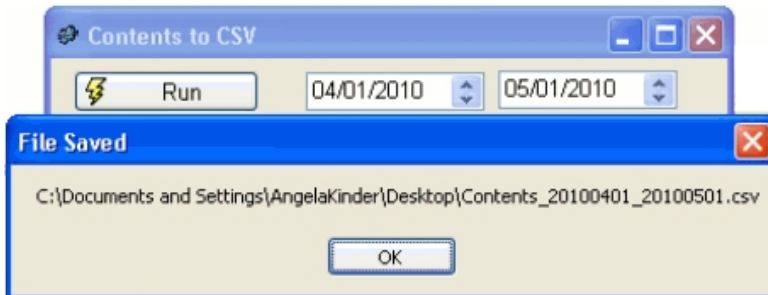 Contents to CSV
Run 04/01/2010 05/01/2010
File Saved
C:\Documents and Settings\AngelaKinder\Desktop\Contents_20100401_20100501.csv
OK